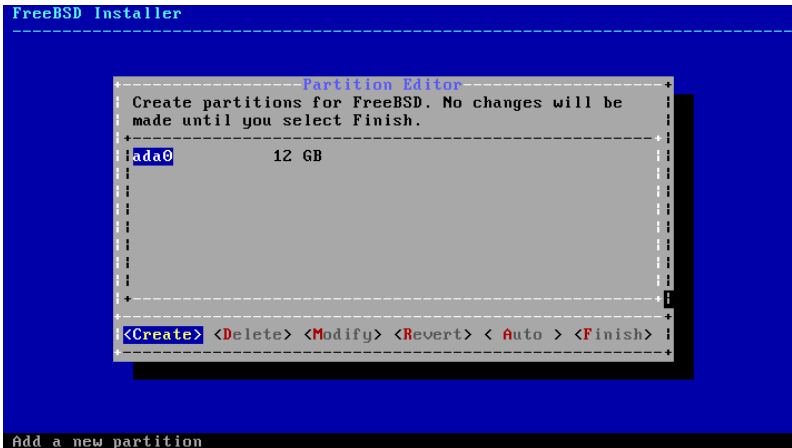 FreeBSD Installer
Partition Editor
Create partitions for FreeBSD. No changes will be
made until you select Finish.
ada0 12 GB
<Create> <Delete> <Modify> <Revert> < Auto > <Finish>
Add a new partition